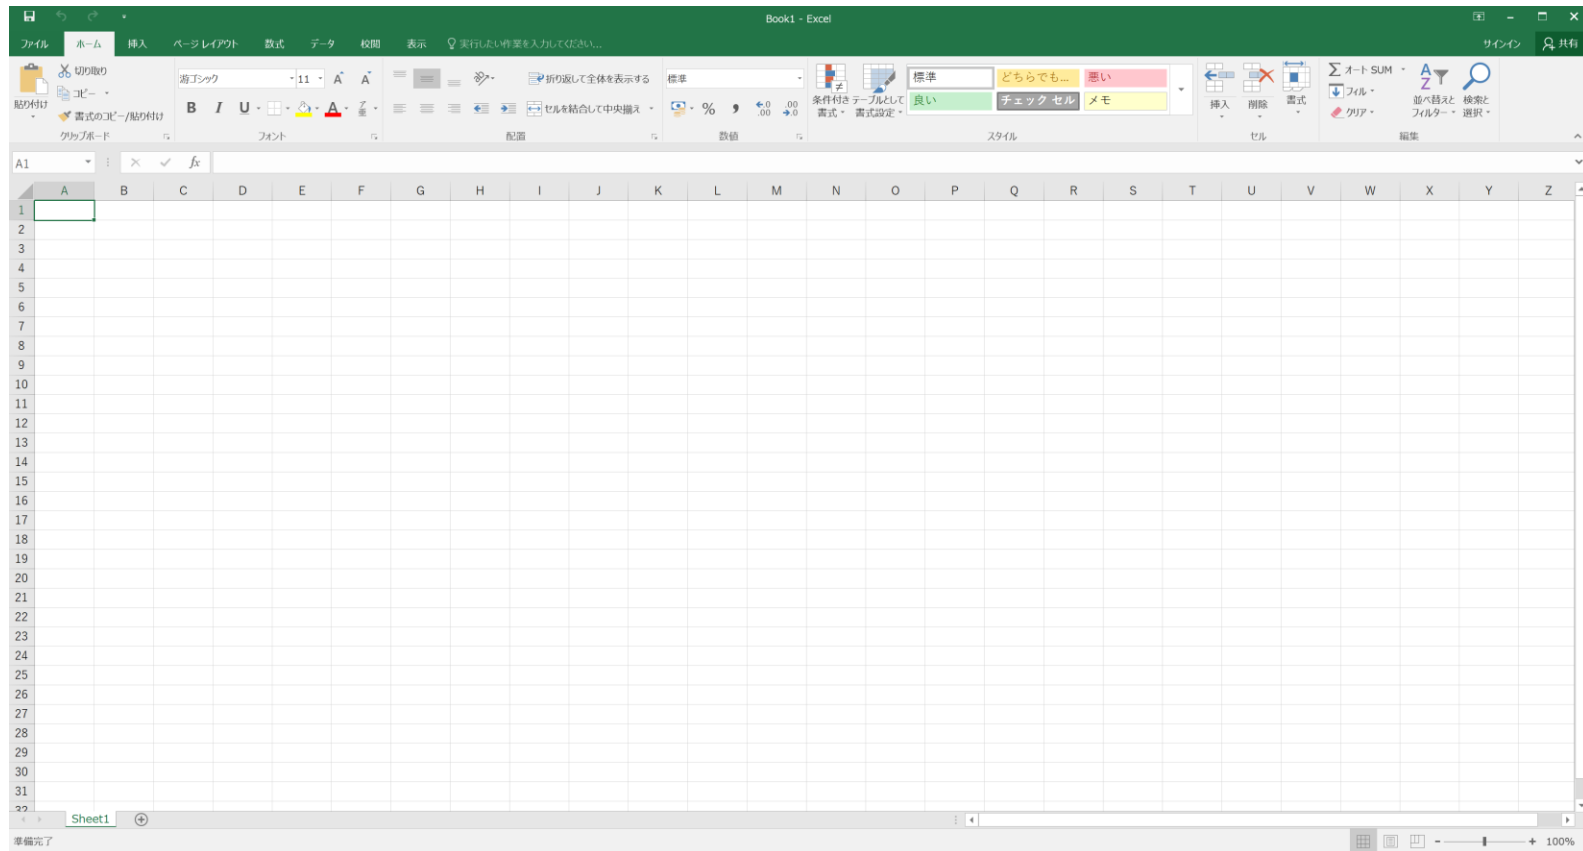 Book1 - Excel
ファイル ホーム 挿入 ページ レイアウト 数式 データ 校閲 表示 実行したい作業を入力してください... サインイン 共有
貼り付け 切り取り コピー 書式のコピー/貼り付け
クリップボード
游ゴシック 11
B I U A
フォント
折り返して全体を表示する
セルを結合して中央揃え
配置
標準
% , .0 .00 .00 .0
数値
条件付き書式 テーブルとして書式設定
標準 どちらでも... 悪い
良い チェック セル メモ
スタイル
挿入 削除 書式
セル
Σ オート SUM
フィル
クリア
並べ替えと フィルター 検索と 選択
編集
A1 fx
A B C D E F G H I J K L M N O P Q R S T U V W X Y Z
1
2
3
4
5
6
7
8
9
10
11
12
13
14
15
16
17
18
19
20
21
22
23
24
25
26
27
28
29
30
31
32
Sheet1
準備完了 100%